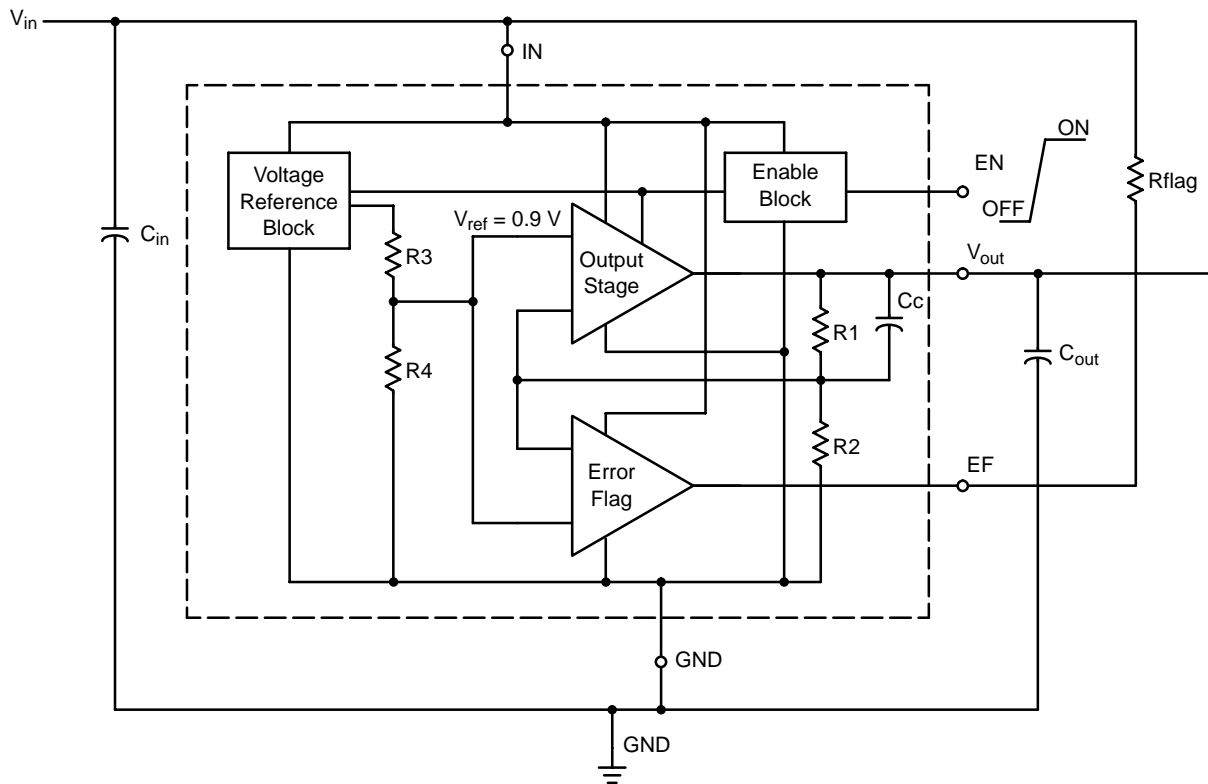 Vin
IN
ON
EN
OFF
Voltage
Reference
Block
Enable
Block
Rflag
Cin
Vref = 0.9 V
R3
Output
Stage
Vout
Cc
R1
Cout
R4
R2
Error
Flag
EF
GND
GND